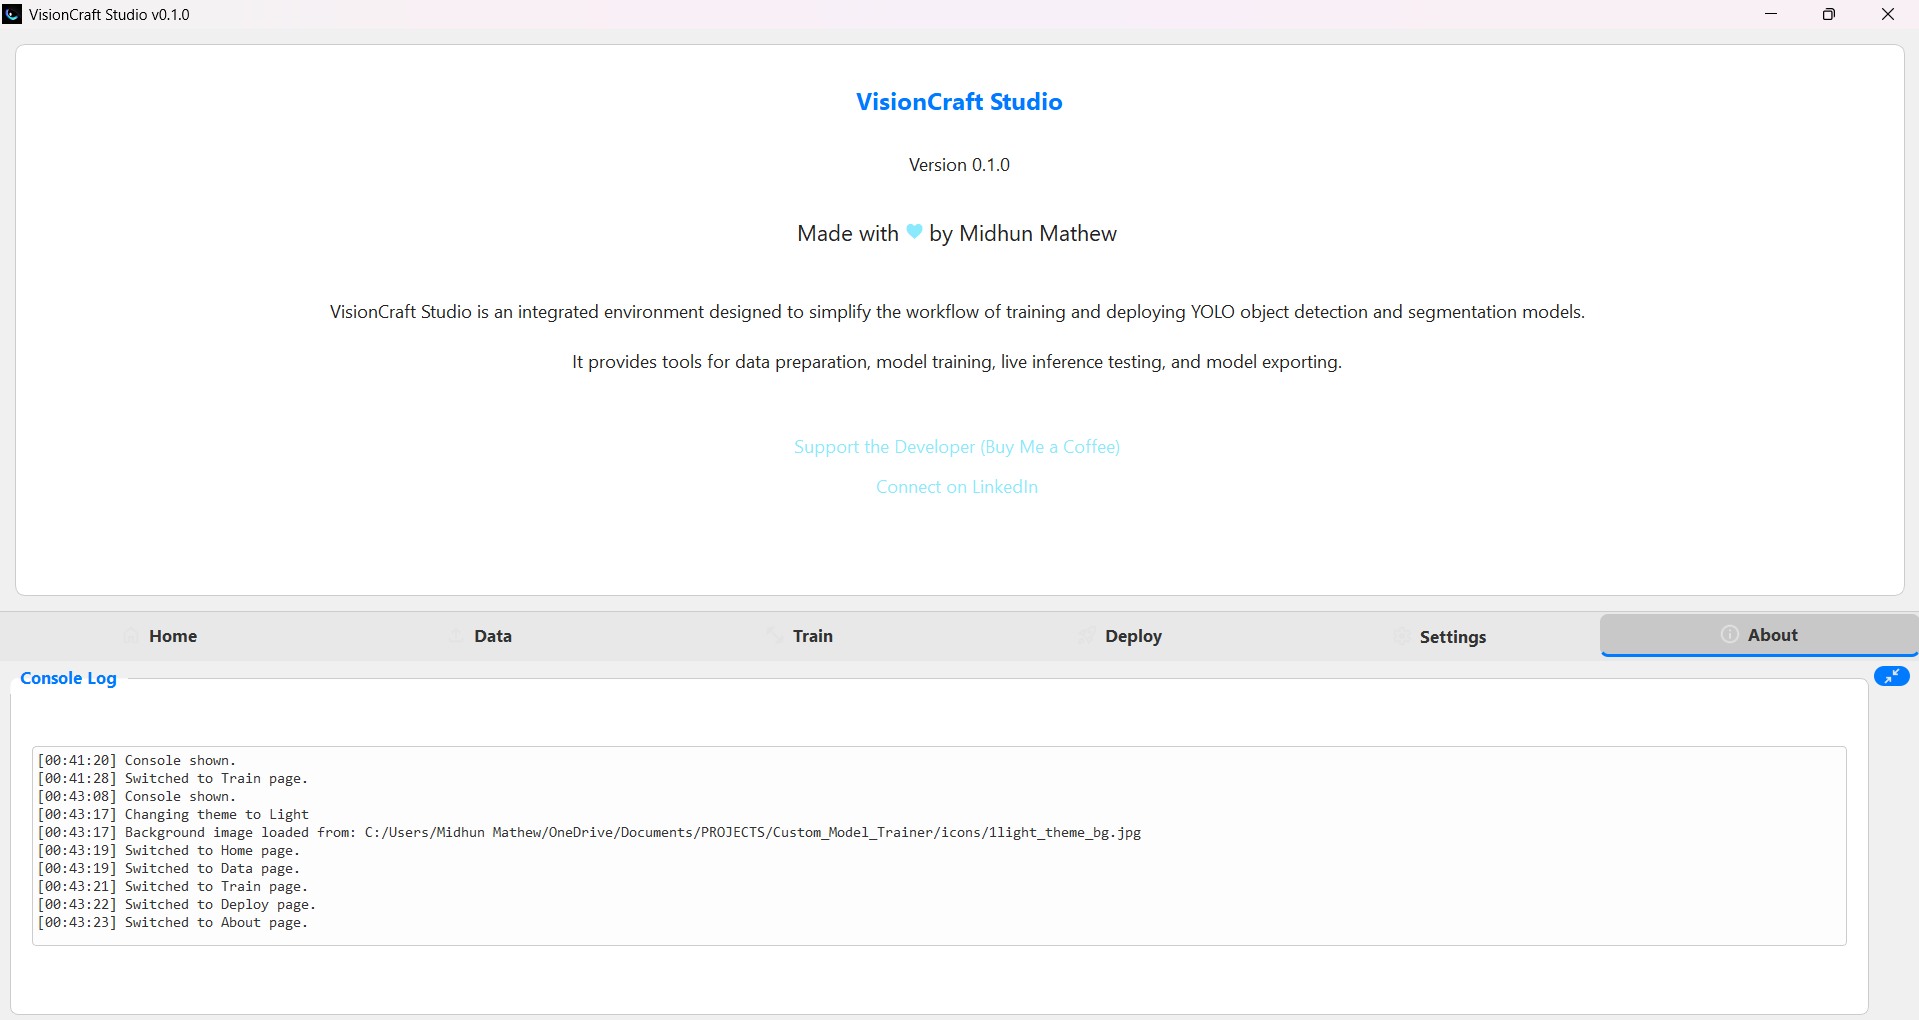 VisionCraft Studio v0.1.0
VisionCraft Studio
Version 0.1.0
Made with 🩵 by Midhun Mathew
VisionCraft Studio is an integrated environment designed to simplify the workflow of training and deploying YOLO object detection and segmentation models.
It provides tools for data preparation, model training, live inference testing, and model exporting.
Support the Developer (Buy Me a Coffee)
Connect on LinkedIn
Home Data Train Deploy Settings About
Console Log
[00:41:20] Console shown.
[00:41:28] Switched to Train page.
[00:43:08] Console shown.
[00:43:17] Changing theme to Light
[00:43:17] Background image loaded from: C:/Users/Midhun Mathew/OneDrive/Documents/PROJECTS/Custom_Model_Trainer/icons/1light_theme_bg.jpg
[00:43:19] Switched to Home page.
[00:43:19] Switched to Data page.
[00:43:21] Switched to Train page.
[00:43:22] Switched to Deploy page.
[00:43:23] Switched to About page.